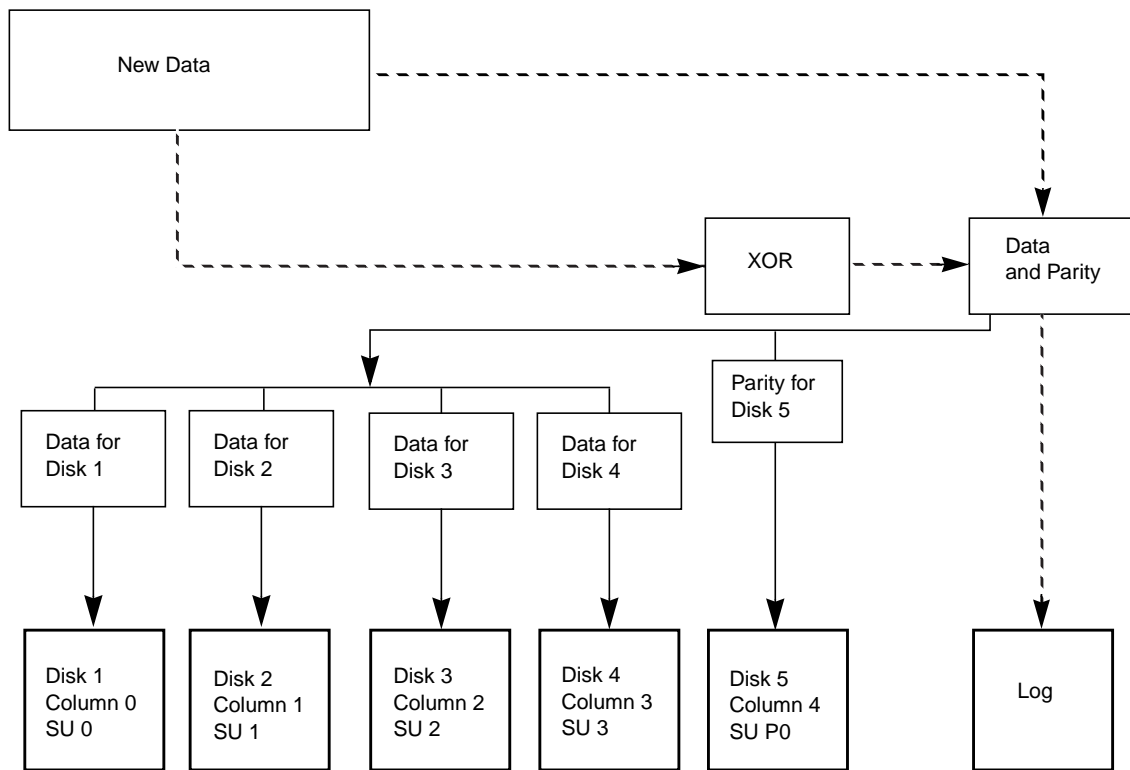 New Data
XOR
Data
and Parity
Parity for
Disk 5
Data for
Disk 1
Data for
Disk 2
Data for
Disk 3
Data for
Disk 4
Disk 1
Column 0
SU 0
Disk 2
Column 1
SU 1
Disk 3
Column 2
SU 2
Disk 4
Column 3
SU 3
Disk 5
Column 4
SU P0
Log